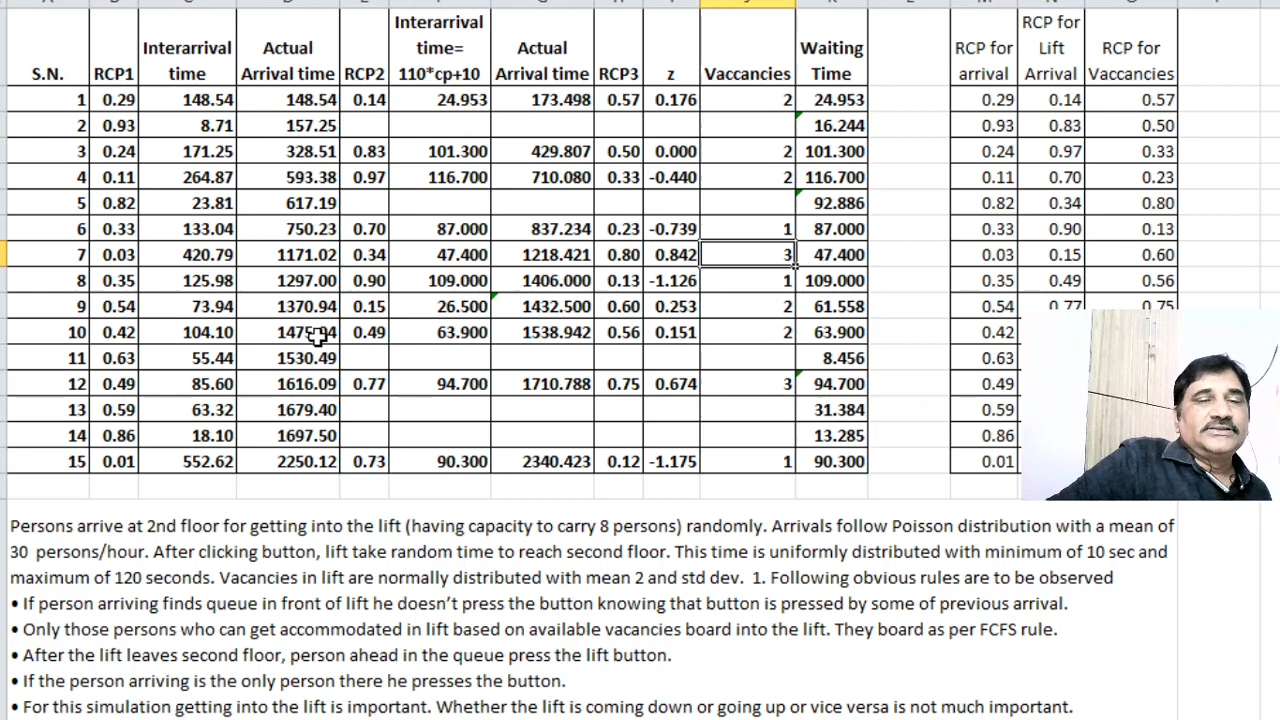 Interarrival RCP for
Interarrival Actual time= Actual Waiting RCP for Lift RCP for
S.N. RCP1 time Arrival time RCP2 110*cp+10 Arrival time RCP3 z Vaccancies Time arrival Arrival Vaccancies
1 0.29 148.54 148.54 0.14 24.953 173.498 0.57 0.176 2 24.953 0.29 0.14 0.57
2 0.93 8.71 157.25 16.244 0.93 0.83 0.50
3 0.24 171.25 328.51 0.83 101.300 429.807 0.50 0.000 2 101.300 0.24 0.97 0.33
4 0.11 264.87 593.38 0.97 116.700 710.080 0.33 -0.440 2 116.700 0.11 0.70 0.23
5 0.82 23.81 617.19 92.886 0.82 0.34 0.80
6 0.33 133.04 750.23 0.70 87.000 837.234 0.23 -0.739 1 87.000 0.33 0.90 0.13
7 0.03 420.79 1171.02 0.34 47.400 1218.421 0.80 0.842 3 47.400 0.03 0.15 0.60
8 0.35 125.98 1297.00 0.90 109.000 1406.000 0.13 -1.126 1 109.000 0.35 0.49 0.56
9 0.54 73.94 1370.94 0.15 26.500 1432.500 0.60 0.253 2 61.558 0.54 0.77 0.75
10 0.42 104.10 0.49 63.900 1538.942 0.56 0.151 2 63.900 0.42
11 0.63 55.44 1530.49 8.456 0.63
12 0.49 85.60 1616.09 0.77 94.700 1710.788 0.75 0.674 3 94.700 0.49
13 0.59 63.32 1679.40 31.384 0.59
14 0.86 18.10 1697.50 13.285 0.86
15 0.01 552.62 2250.12 0.73 90.300 2340.423 0.12 -1.175 1 90.300 0.01
Persons arrive at 2nd floor for getting into the lift (having capacity to carry 8 persons) randomly. Arrivals follow Poisson distribution with a mean of
30 persons/hour. After clicking button, lift take random time to reach second floor. This time is uniformly distributed with minimum of 10 sec and
maximum of 120 seconds. Vacancies in lift are normally distributed with mean 2 and std dev. 1. Following obvious rules are to be observed
• If person arriving finds queue in front of lift he doesn’t press the button knowing that button is pressed by some of previous arrival.
• Only those persons who can get accommodated in lift based on available vacancies board into the lift. They board as per FCFS rule.
• After the lift leaves second floor, person ahead in the queue press the lift button.
• If the person arriving is the only person there he presses the button.
• For this simulation getting into the lift is important. Whether the lift is coming down or going up or vice versa is not much important.